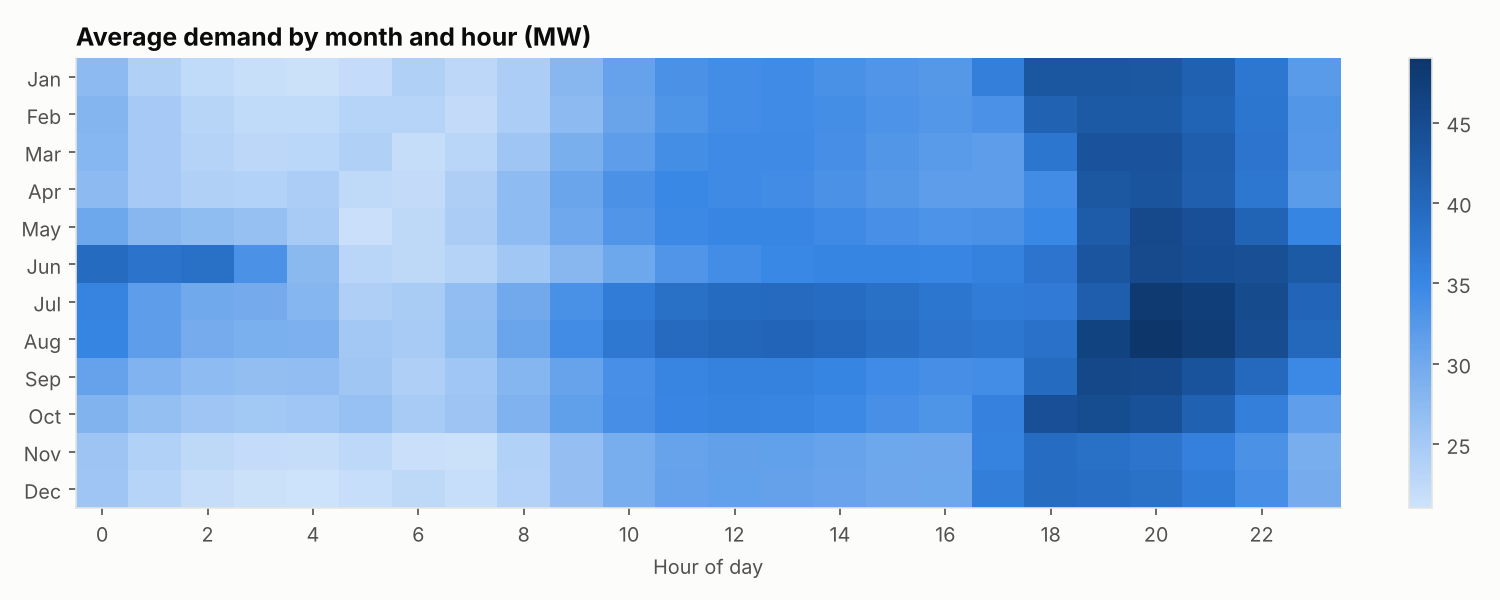 Average demand by month and hour (MW)
Jan
Feb
Mar
Apr
May
Jun
Jul
Aug
Sep
Oct
Nov
Dec
0 2 4 6 8 10 12 14 16 18 20 22
Hour of day
45
40
35
30
25